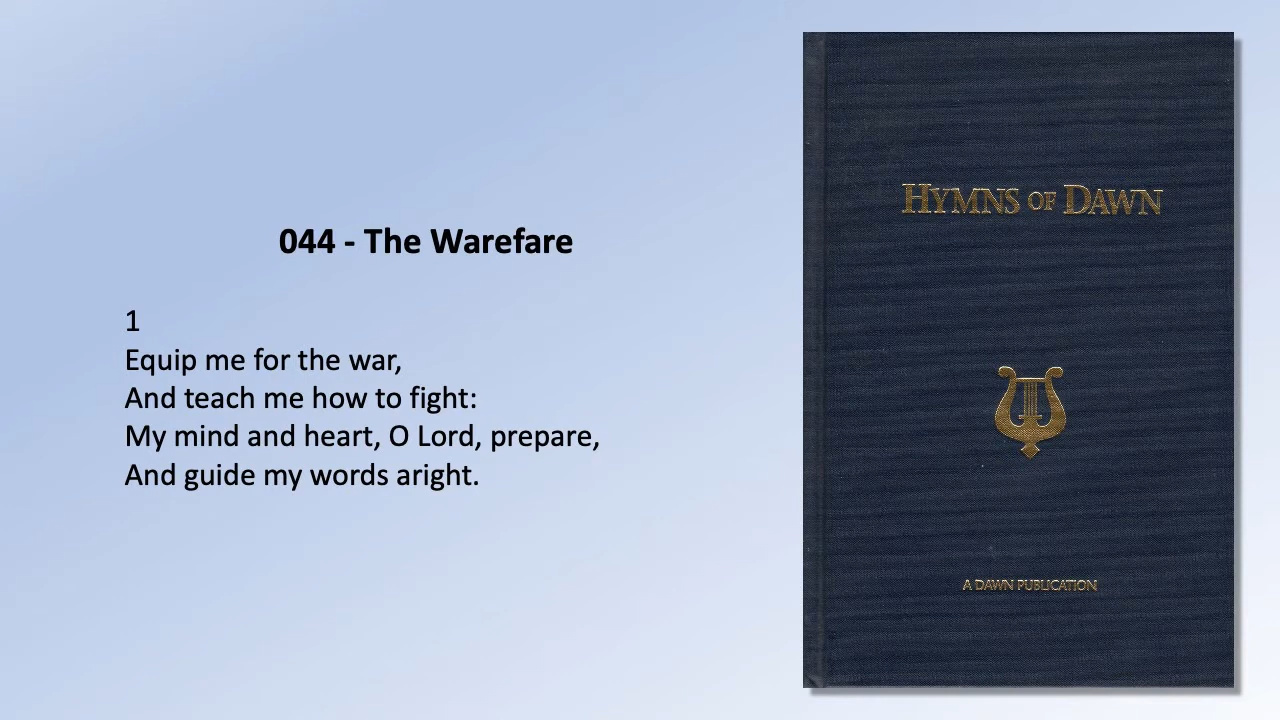 044 - The Warefare
1
Equip me for the war,
And teach me how to fight:
My mind and heart, O Lord, prepare,
And guide my words aright.
HYMNS OF DAWN
A DAWN PUBLICATION